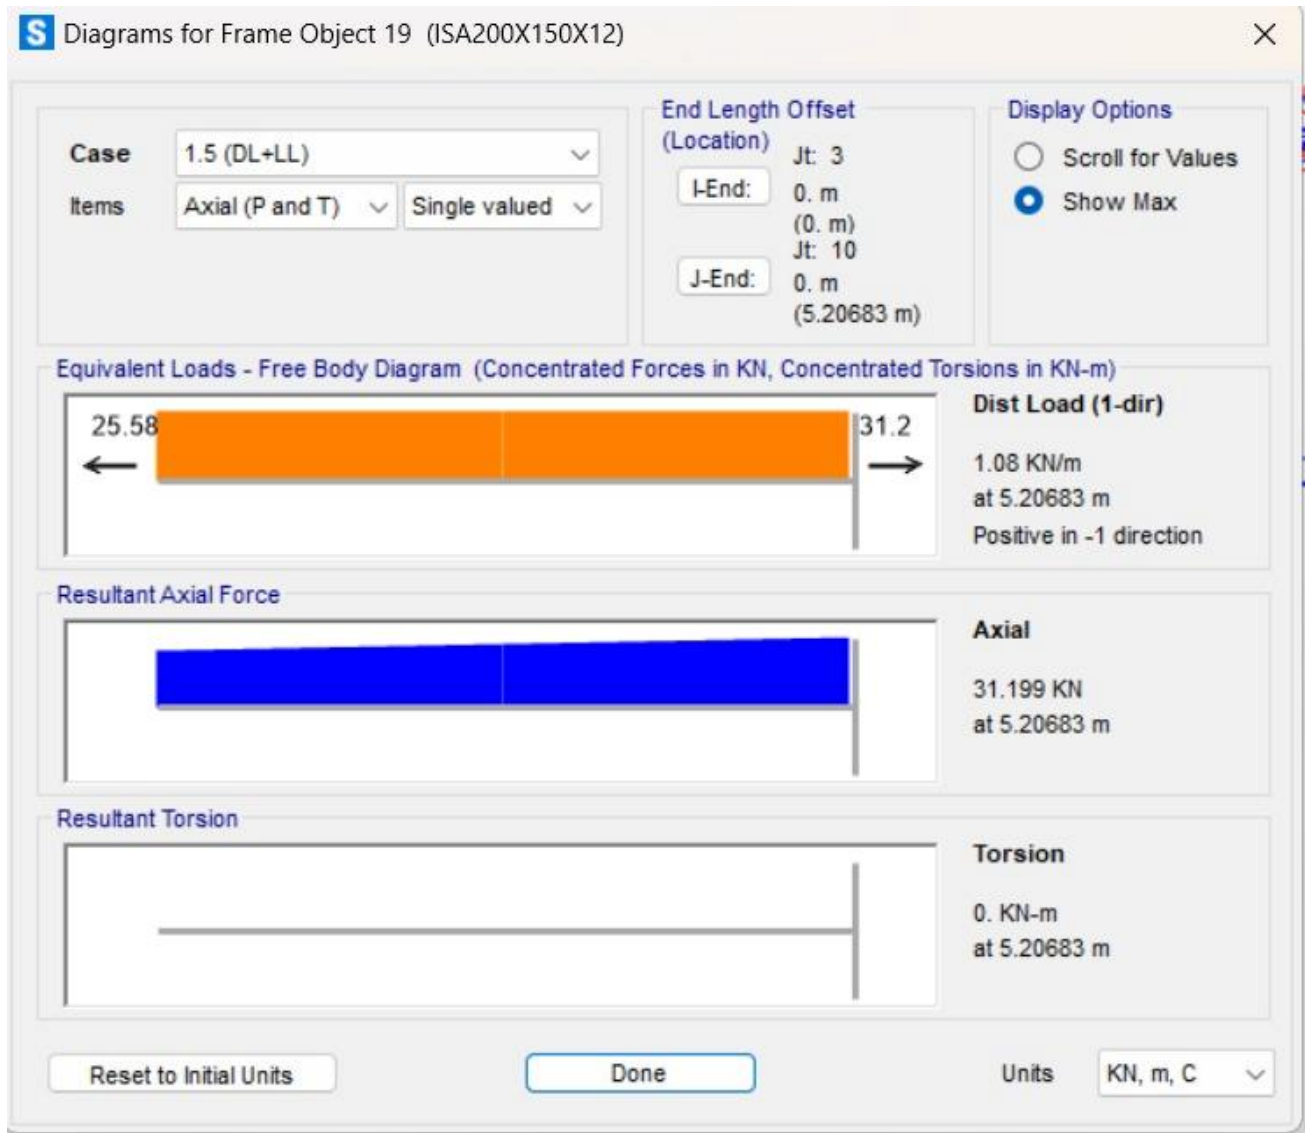 S Diagrams for Frame Object 19 (ISA200X150X12)
Case 1.5 (DL+LL)
Items Axial (P and T) Single valued
End Length Offset
(Location)
Jt: 3
I-End: 0. m
(0. m)
Jt: 10
J-End: 0. m
(5.20683 m)
Display Options
Scroll for Values
Show Max
Equivalent Loads - Free Body Diagram (Concentrated Forces in KN, Concentrated Torsions in KN-m)
25.58
31.2
Dist Load (1-dir)
1.08 KN/m
at 5.20683 m
Positive in -1 direction
Resultant Axial Force
Axial
31.199 KN
at 5.20683 m
Resultant Torsion
Torsion
0. KN-m
at 5.20683 m
Reset to Initial Units
Done
Units KN, m, C